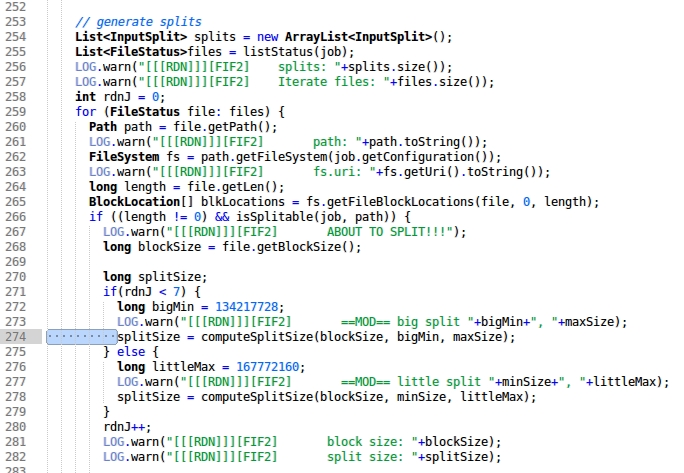 252
253 // generate splits
254 List<InputSplit> splits = new ArrayList<InputSplit>();
255 List<FileStatus>files = listStatus(job);
256 LOG.warn("[[[RDN]]][FIF2]    splits: "+splits.size());
257 LOG.warn("[[[RDN]]][FIF2]    Iterate files: "+files.size());
258 int rdnJ = 0;
259 for (FileStatus file: files) {
260 Path path = file.getPath();
261 LOG.warn("[[[RDN]]][FIF2]       path: "+path.toString());
262 FileSystem fs = path.getFileSystem(job.getConfiguration());
263 LOG.warn("[[[RDN]]][FIF2]       fs.uri: "+fs.getUri().toString());
264 long length = file.getLen();
265 BlockLocation[] blkLocations = fs.getFileBlockLocations(file, 0, length);
266 if ((length != 0) && isSplitable(job, path)) {
267 LOG.warn("[[[RDN]]][FIF2]       ABOUT TO SPLIT!!!");
268 long blockSize = file.getBlockSize();
269
270 long splitSize;
271 if(rdnJ < 7) {
272 long bigMin = 134217728;
273 LOG.warn("[[[RDN]]][FIF2]       ==MOD== big split "+bigMin+", "+maxSize);
274 splitSize = computeSplitSize(blockSize, bigMin, maxSize);
275 } else {
276 long littleMax = 167772160;
277 LOG.warn("[[[RDN]]][FIF2]       ==MOD== little split "+minSize+", "+littleMax);
278 splitSize = computeSplitSize(blockSize, minSize, littleMax);
279 }
280 rdnJ++;
281 LOG.warn("[[[RDN]]][FIF2]       block size: "+blockSize);
282 LOG.warn("[[[RDN]]][FIF2]       split size: "+splitSize);
283